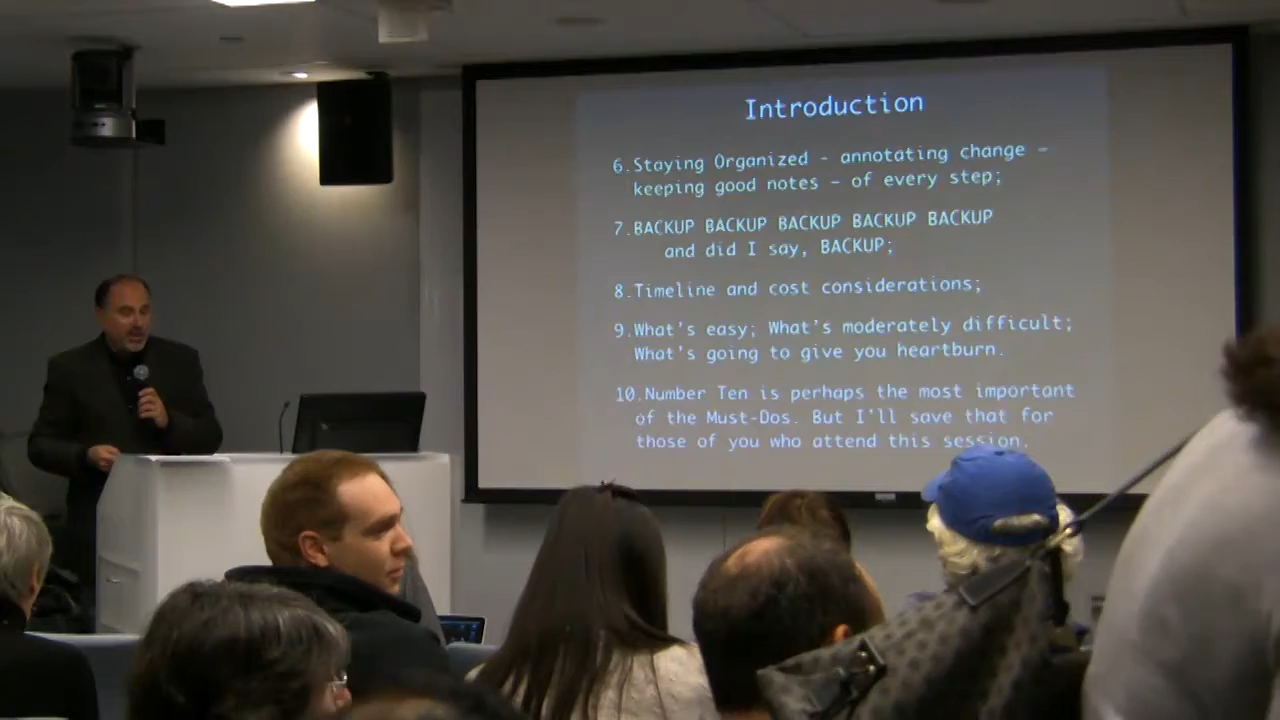 Introduction
6.Staying Organized - annotating change -
keeping good notes - of every step;
7.BACKUP BACKUP BACKUP BACKUP BACKUP
and did I say, BACKUP;
8.Timeline and cost considerations;
9.What's easy; What's moderately difficult;
What's going to give you heartburn.
10.Number Ten is perhaps the most important
of the Must-Dos. But I'll save that for
those of you who attend this session.